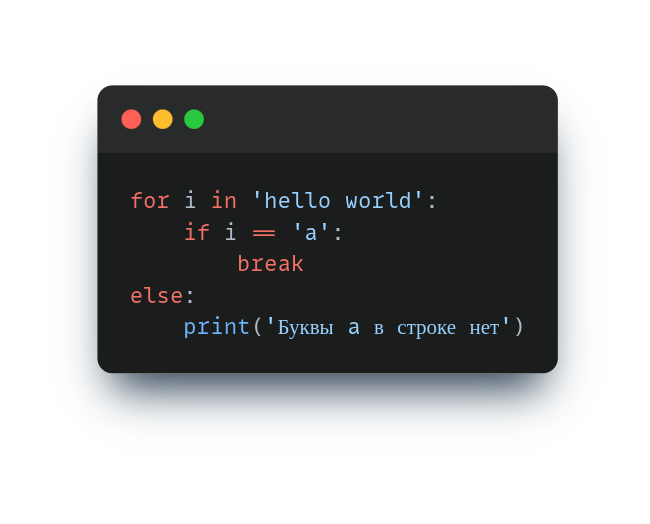 for i in 'hello world':
    if i == 'a':
        break
else:
    print('Буквы a в строке нет')